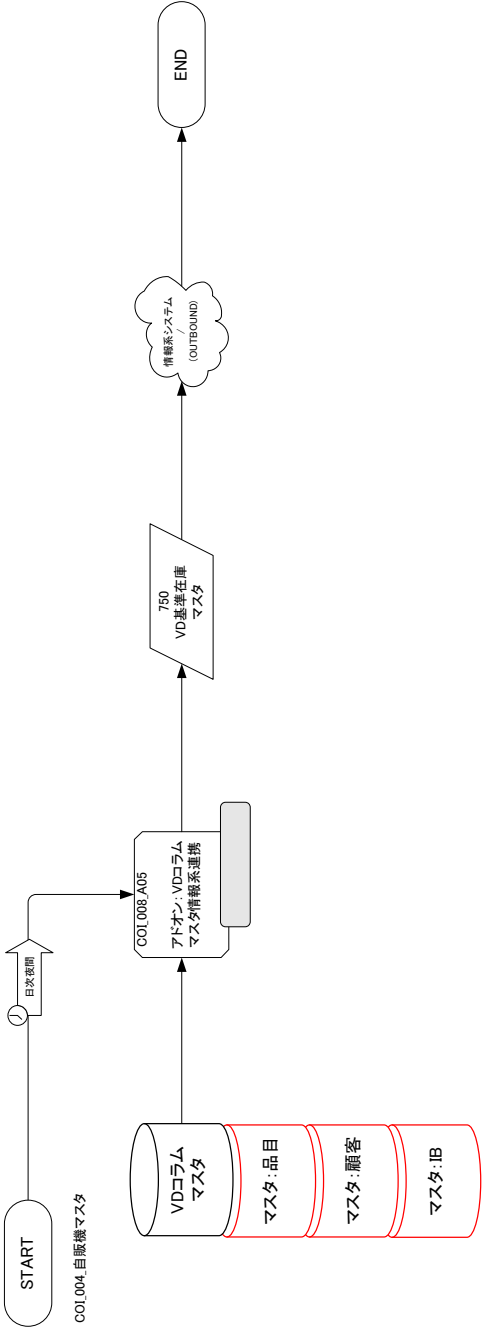 START
日次夜間
COI_004_自販機マスタ
VDコラム
マスタ
マスタ:品目
マスタ:顧客
マスタ:IB
COI_008_A05
アドオン:VDコラム
マスタ情報系連携
750
VD基準在庫
マスタ
情報系システム
/
(OUTBOUND)
END